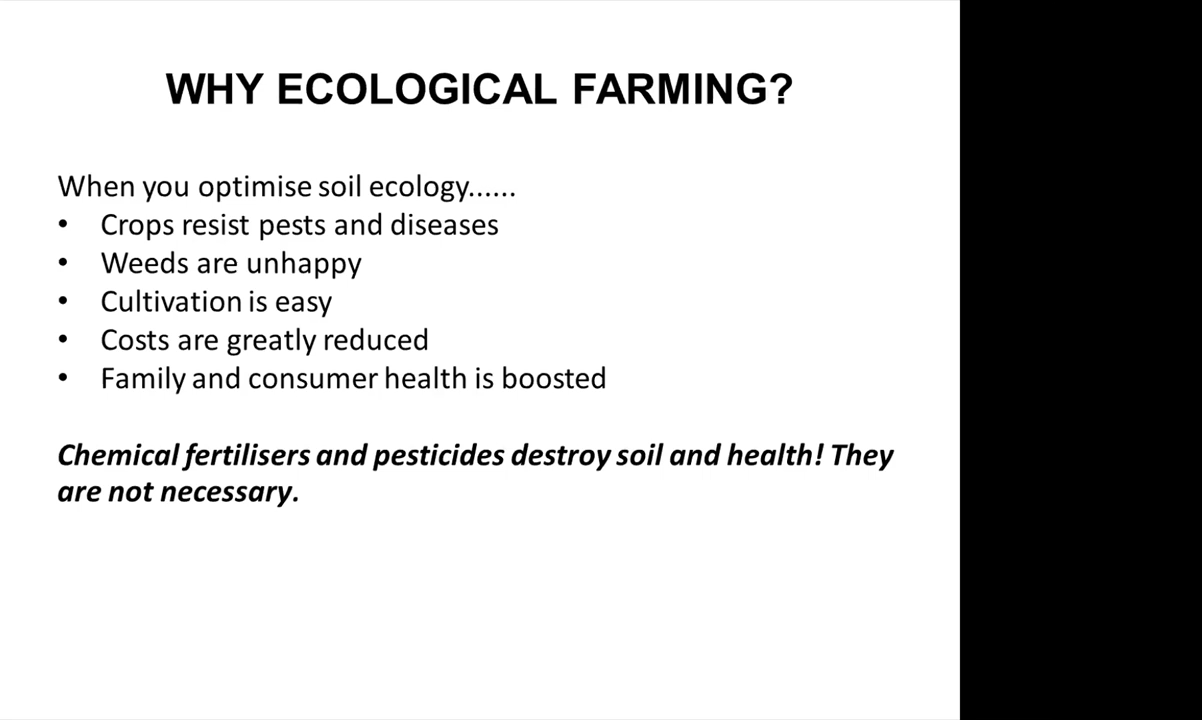 WHY ECOLOGICAL FARMING?
When you optimise soil ecology......
• Crops resist pests and diseases
• Weeds are unhappy
• Cultivation is easy
• Costs are greatly reduced
• Family and consumer health is boosted
Chemical fertilisers and pesticides destroy soil and health! They
are not necessary.